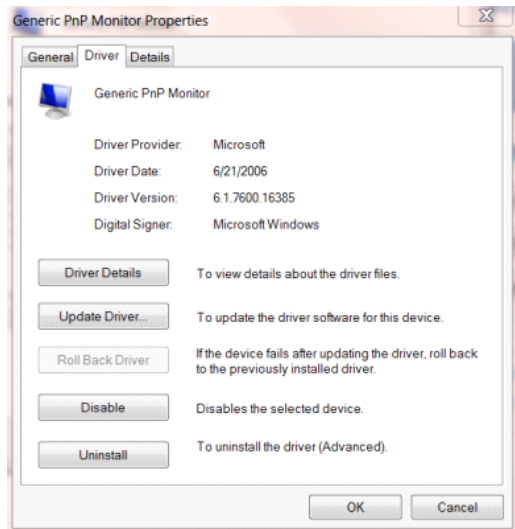 Generic PnP Monitor Properties
General Driver Details
Generic PnP Monitor
Driver Provider: Microsoft
Driver Date: 6/21/2006
Driver Version: 6.1.7600.16385
Digital Signer: Microsoft Windows
Driver Details To view details about the driver files.
Update Driver... To update the driver software for this device.
Roll Back Driver If the device fails after updating the driver, roll back
to the previously installed driver.
Disable Disables the selected device.
Uninstall To uninstall the driver (Advanced).
OK Cancel